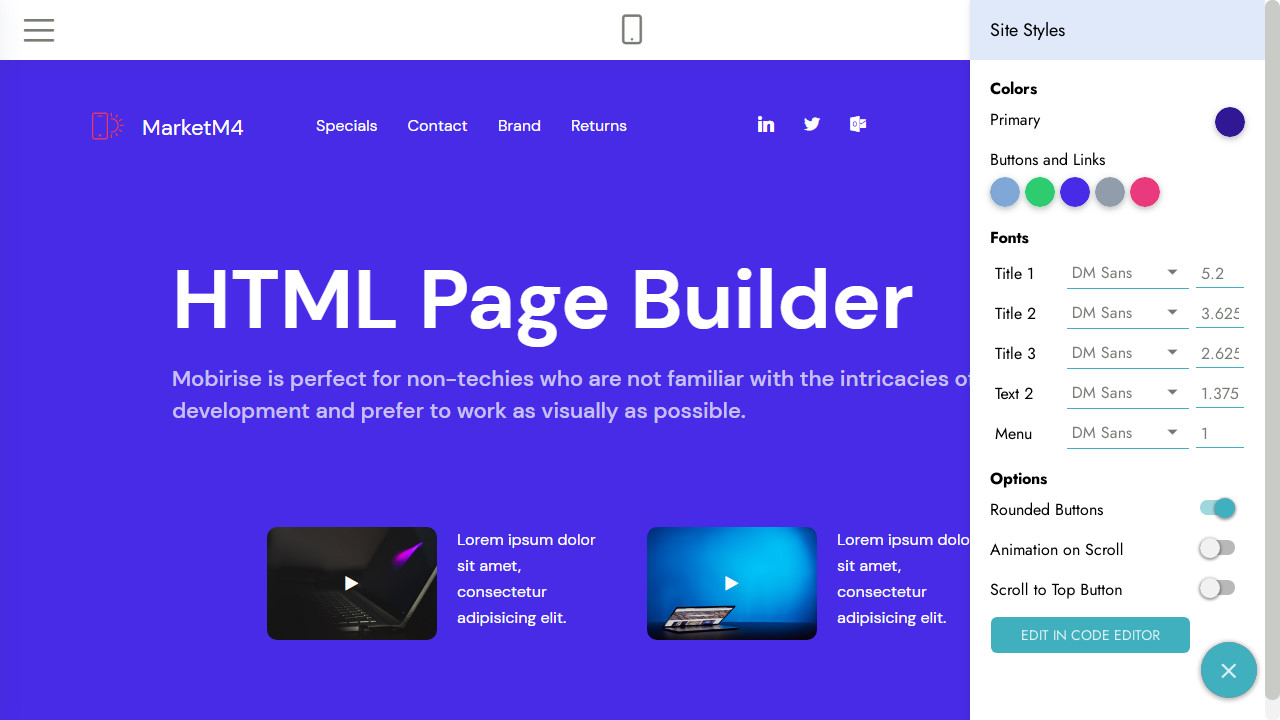 Site Styles
MarketM4
Specials Contact Brand Returns
HTML Page Builder
Mobirise is perfect for non-techies who are not familiar with the intricacies of
development and prefer to work as visually as possible.
Lorem ipsum dolor
sit amet,
consectetur
adipisicing elit.
Lorem ipsum dolor
sit amet,
consectetur
adipisicing elit.
Colors
Primary
Buttons and Links
Fonts
Title 1 DM Sans 5.2
Title 2 DM Sans 3.625
Title 3 DM Sans 2.625
Text 2 DM Sans 1.375
Menu DM Sans 1
Options
Rounded Buttons
Animation on Scroll
Scroll to Top Button
EDIT IN CODE EDITOR